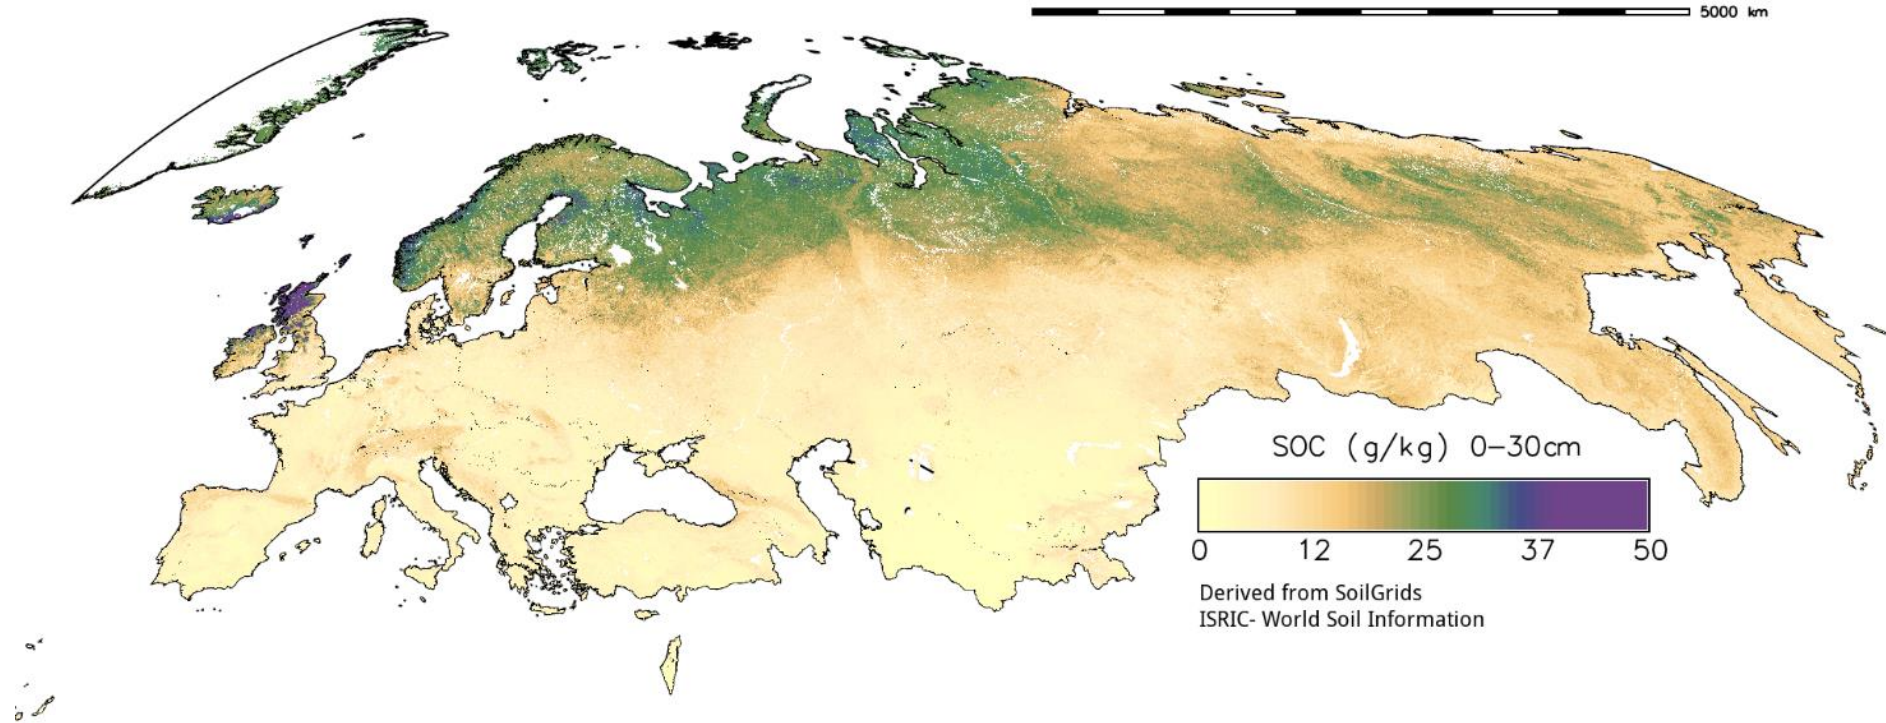 5000 km
SOC (g/kg) 0–30cm
0 12 25 37 50
Derived from SoilGrids
ISRIC- World Soil Information